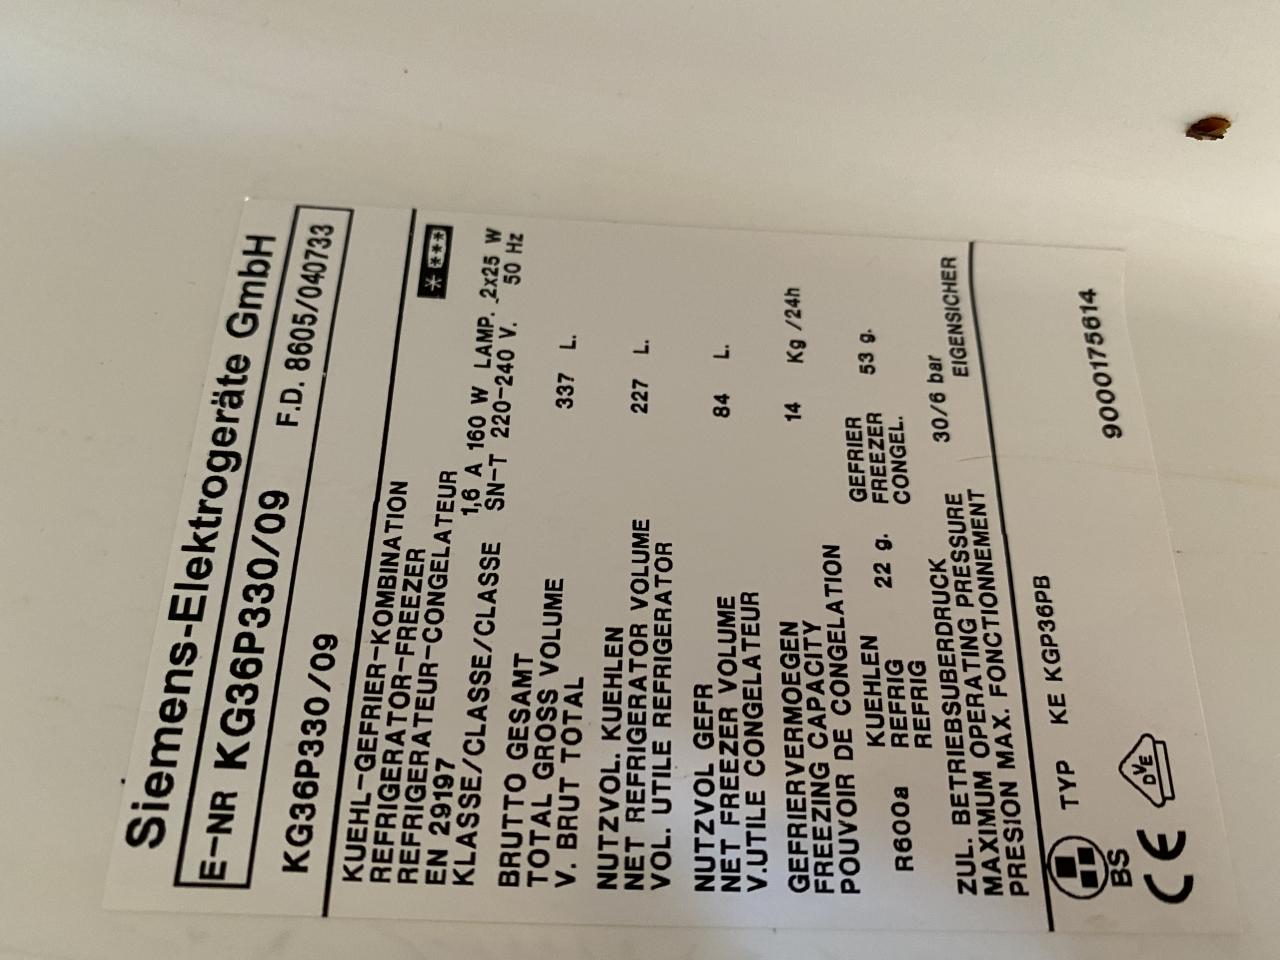 Siemens-Elektrogeräte GmbH
E-NR KG36P330/09 F.D. 8605/040733
KG36P330/09
KUEHL-GEFRIER-KOMBINATION
REFRIGERATOR-FREEZER
REFRIGERATEUR-CONGELATEUR
EN 29197 1,6 A 160 W LAMP. 2x25 W
KLASSE/CLASSE/CLASSE SN-T 220-240 V. 50 Hz
BRUTTO GESAMT
TOTAL GROSS VOLUME 337 L.
V. BRUT TOTAL
NUTZVOL. KUEHLEN
NET REFRIGERATOR VOLUME 227 L.
VOL. UTILE REFRIGERATOR
NUTZVOL GEFR
NET FREEZER VOLUME 84 L.
V.UTILE CONGELATEUR
GEFRIERVERMOEGEN
FREEZING CAPACITY 14 Kg /24h
POUVOIR DE CONGELATION
KUEHLEN GEFRIER
R600a REFRIG 22 g. FREEZER 53 g.
REFRIG CONGEL.
ZUL. BETRIEBSUBERDRUCK
MAXIMUM OPERATING PRESSURE 30/6 bar
PRESION MAX. FONCTIONNEMENT EIGENSICHER
TYP KE KGP36PB
BS
CE DVE 9000175614